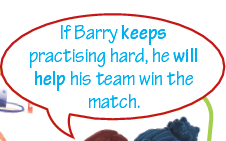 If Barry keeps
practising hard, he will
help his team win the
match.